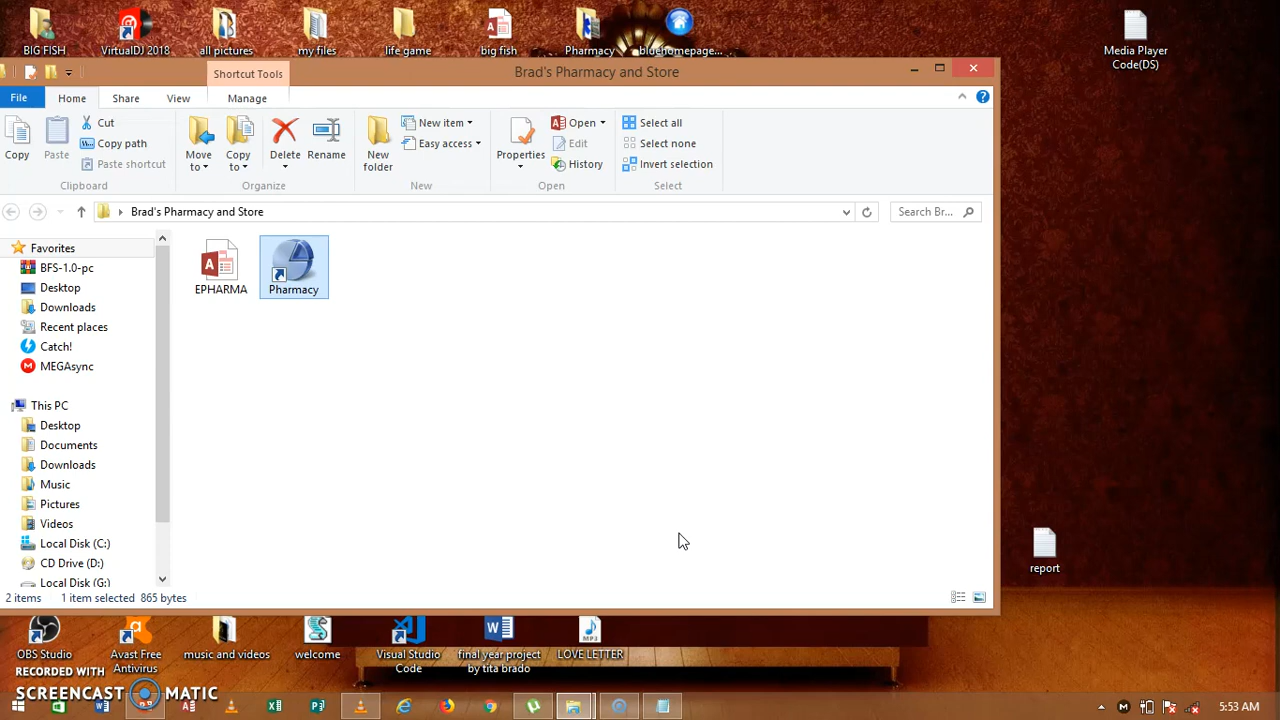 BIG FISH
VirtualDJ 2018
all pictures
my files
life game
big fish
Pharmacy
bluehomepage...
Media Player
Code(DS)
Shortcut Tools
Brad's Pharmacy and Store
File
Home
Share
View
Manage
Copy
Paste
Cut
Copy path
Paste shortcut
Clipboard
Move
to
Copy
to
Delete
Rename
Organize
New
folder
New item
Easy access
New
Properties
Open
Edit
History
Open
Select all
Select none
Invert selection
Select
Brad's Pharmacy and Store
Search Br...
Favorites
BFS-1.0-pc
Desktop
Downloads
Recent places
Catch!
MEGAsync
This PC
Desktop
Documents
Downloads
Music
Pictures
Videos
Local Disk (C:)
CD Drive (D:)
Local Disk (G:)
EPHARMA
Pharmacy
2 items
1 item selected 865 bytes
report
OBS Studio
Avast Free
Antivirus
music and videos
welcome
Visual Studio
Code
final year project
by tita brado
MP3
LOVE LETTER
RECORDED WITH
SCREENCAST MATIC
5:53 AM